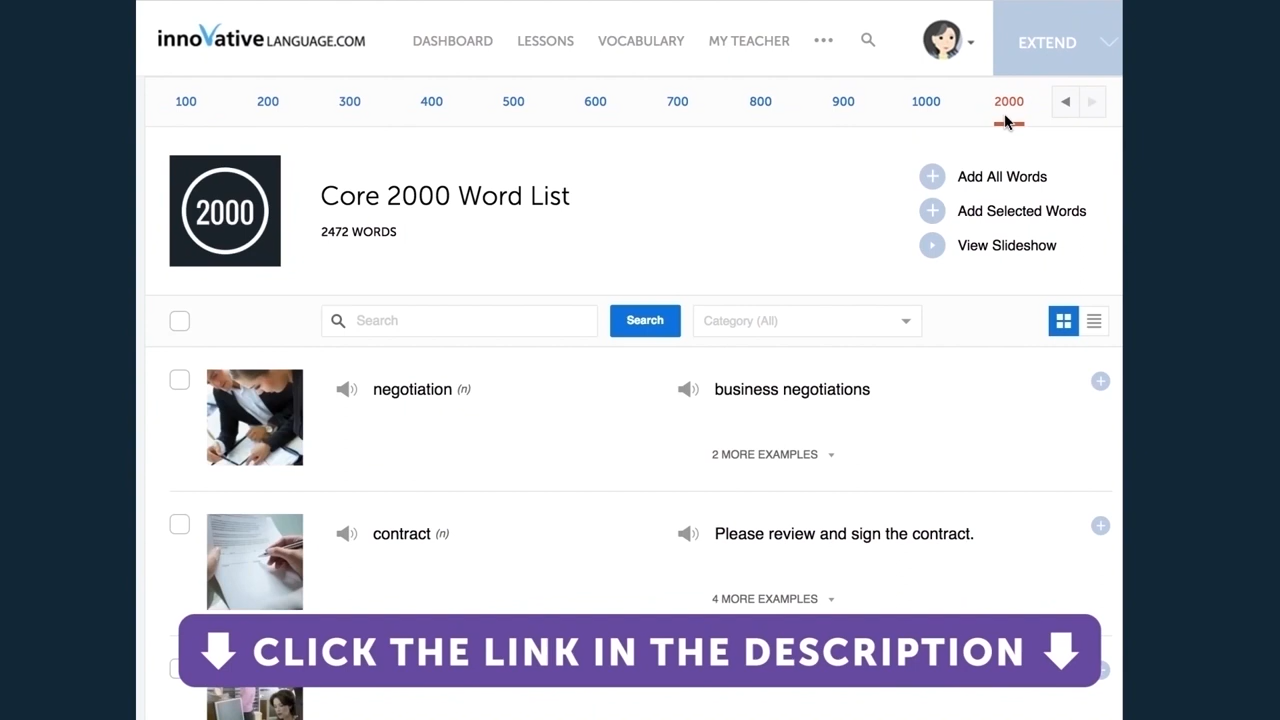 innoVative LANGUAGE.COM DASHBOARD LESSONS VOCABULARY MY TEACHER EXTEND
100 200 300 400 500 600 700 800 900 1000 2000
2000
Core 2000 Word List
2472 WORDS
Add All Words
Add Selected Words
View Slideshow
Search Search Category (All)
negotiation (n) business negotiations
2 MORE EXAMPLES
contract (n) Please review and sign the contract.
4 MORE EXAMPLES
CLICK THE LINK IN THE DESCRIPTION